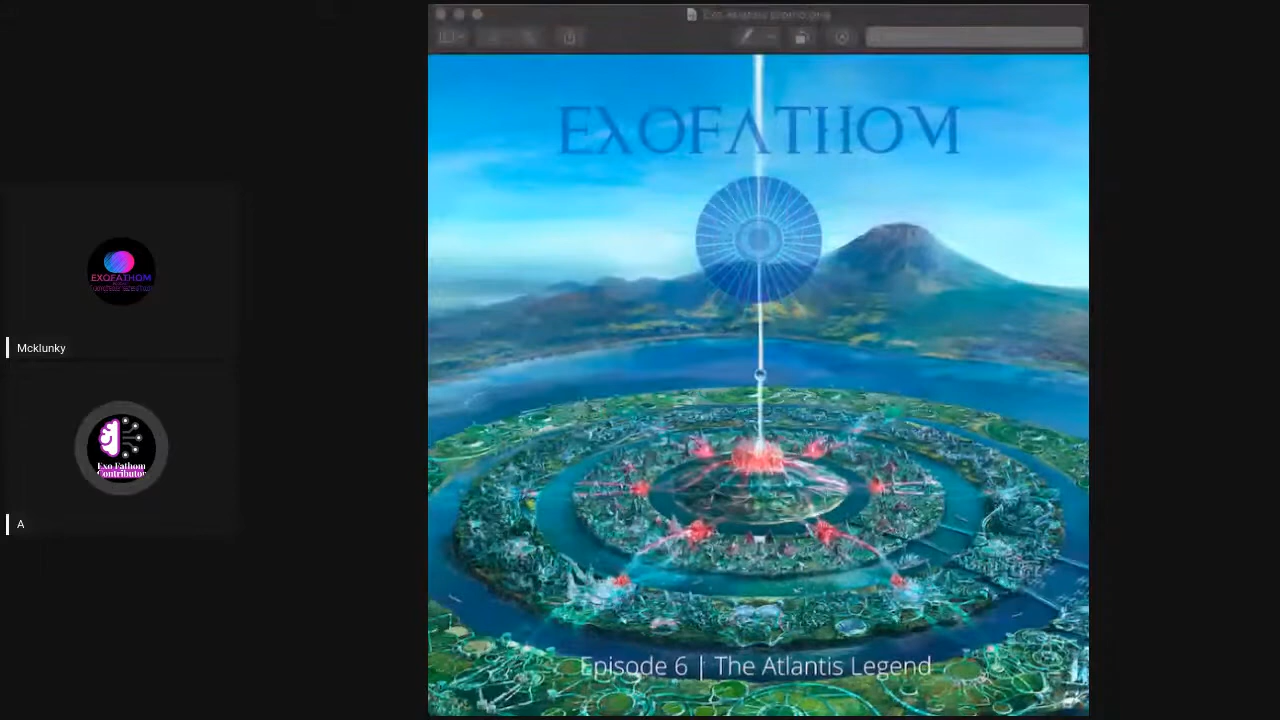 EXOFATHOM
EXOFATHOM
Mcklunky
Exo Fathom
Contributor
A
Episode 6 | The Atlantis Legend